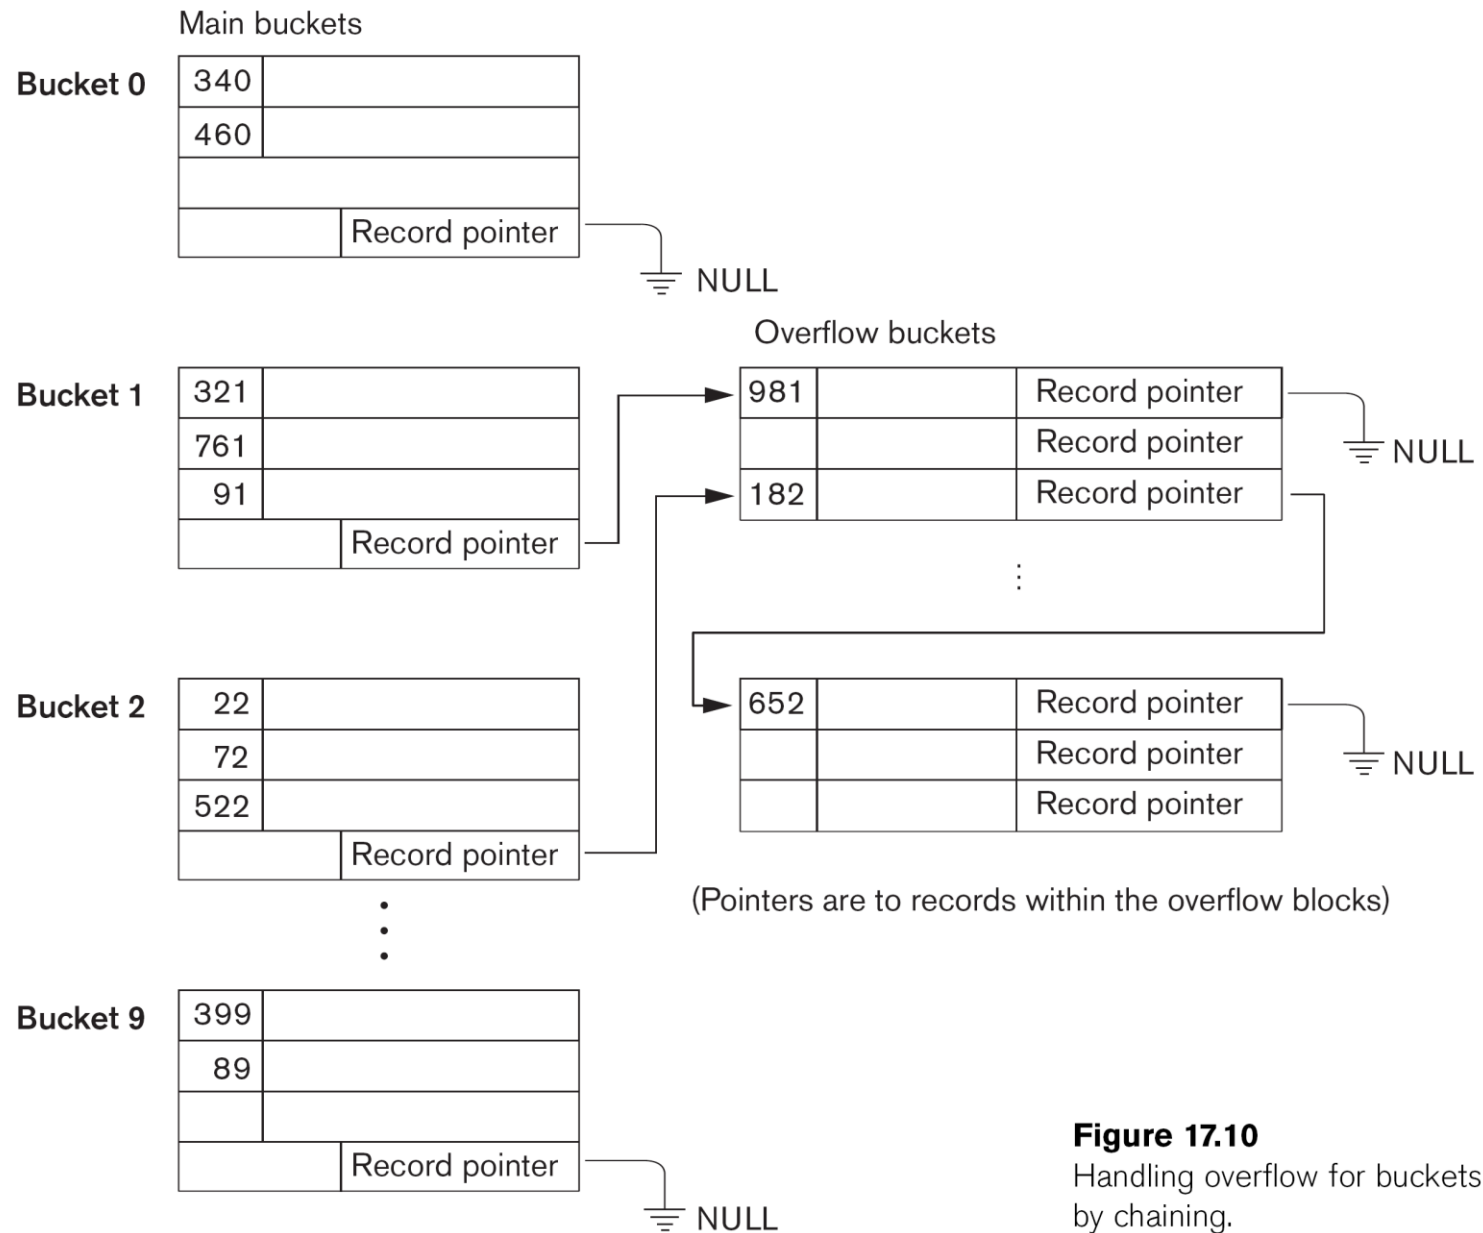 Main buckets
Bucket 0
340
460
Record pointer
NULL
Overflow buckets
Bucket 1
321
761
91
Record pointer
981 Record pointer
Record pointer
182 Record pointer
NULL
Bucket 2
22
72
522
Record pointer
652 Record pointer
Record pointer
Record pointer
NULL
(Pointers are to records within the overflow blocks)
Bucket 9
399
89
Record pointer
NULL
Figure 17.10
Handling overflow for buckets
by chaining.